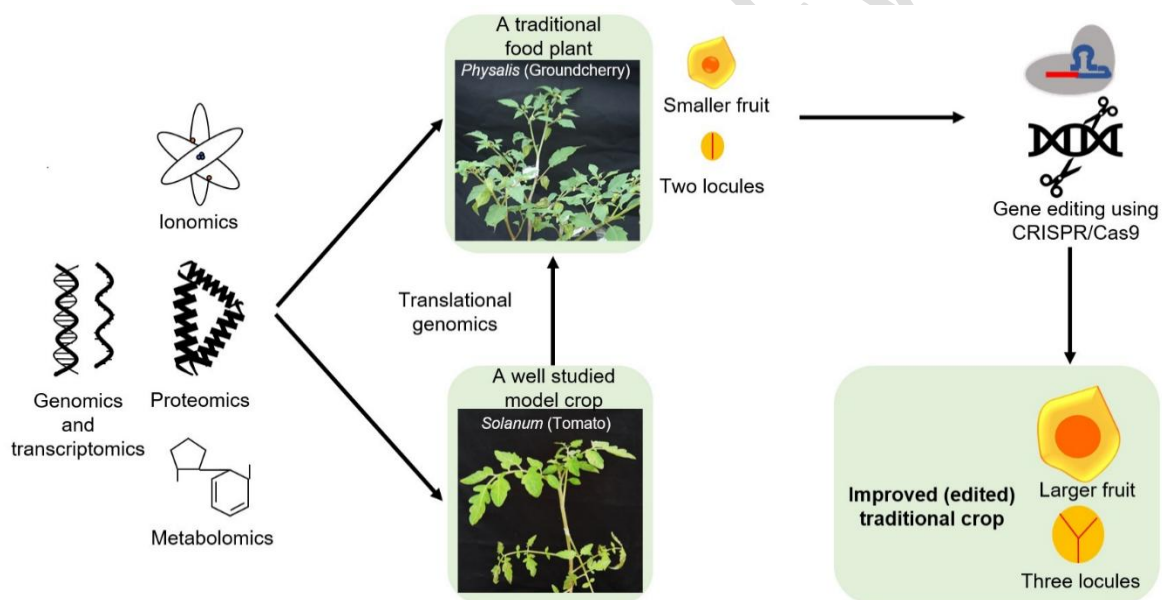 Ionomics
Genomics
and
transcriptomics
Proteomics
Metabolomics
A traditional
food plant
Physalis (Groundcherry)
Smaller fruit
Two locules
Translational
genomics
A well studied
model crop
Solanum (Tomato)
Gene editing using
CRISPR/Cas9
Improved (edited)
traditional crop
Larger fruit
Three locules